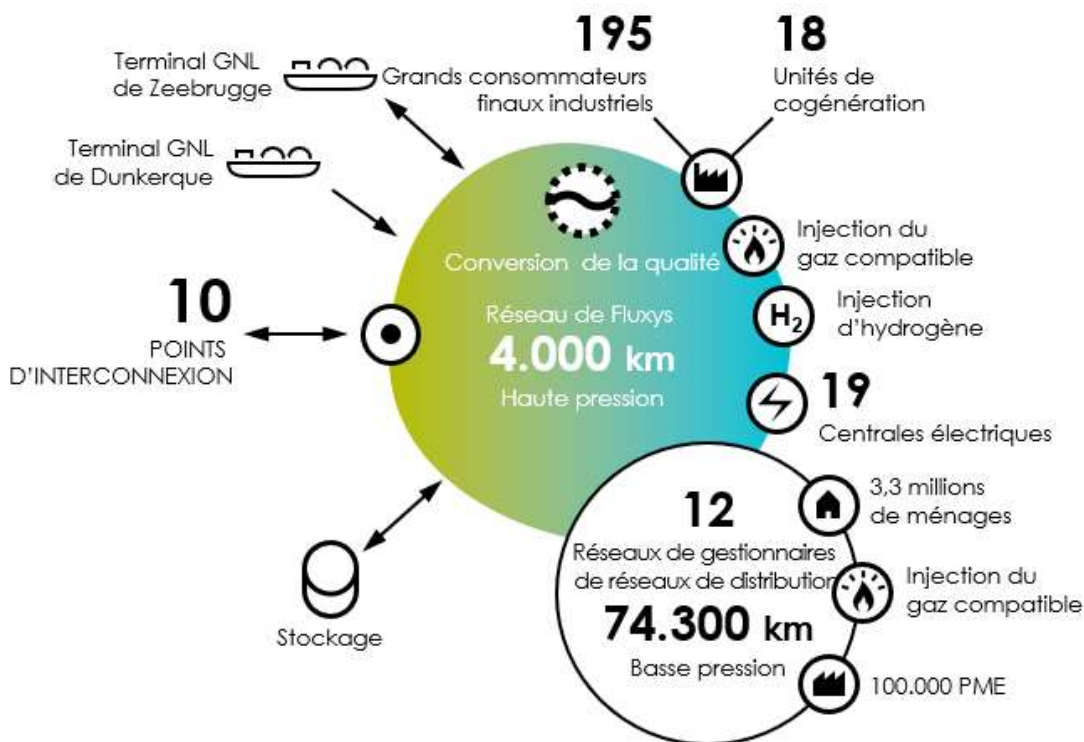 195
Grands consommateurs
finaux industriels
18
Unités de
cogénération
Terminal GNL
de Zeebrugge
Terminal GNL
de Dunkerque
Injection du
gaz compatible
Conversion de la qualité
10
POINTS
D'INTERCONNEXION
Réseau de Fluxys
4.000 km
Haute pression
H2
Injection
d'hydrogène
19
Centrales électriques
3,3 millions
de ménages
12
Réseaux de gestionnaires
de réseaux de distribution
74.300 km
Basse pression
Injection du
gaz compatible
Stockage
100.000 PME